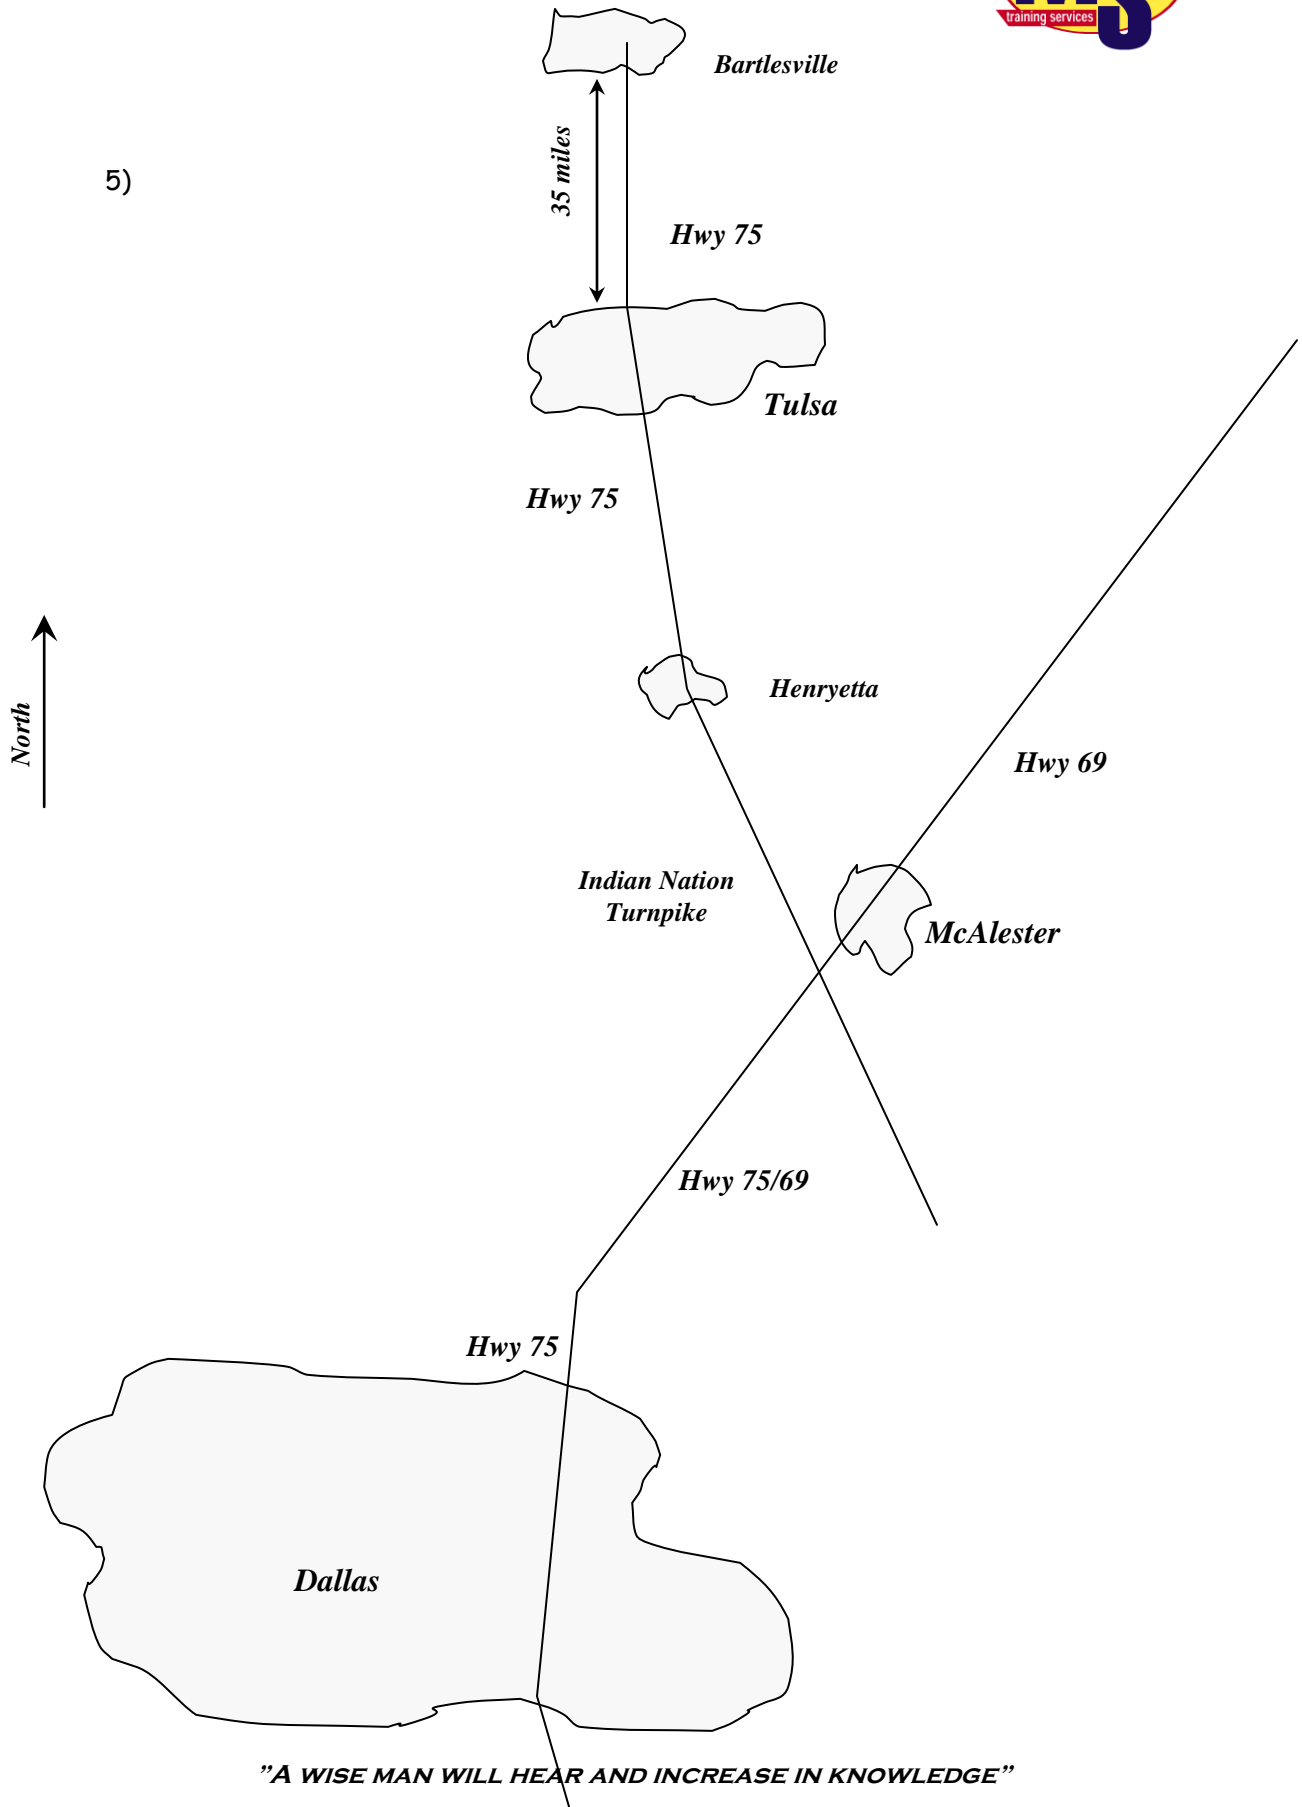 training services
Bartlesville
35 miles
5)
Hwy 75
Tulsa
Hwy 75
North
Henryetta
Hwy 69
Indian Nation
Turnpike
McAlester
Hwy 75/69
Hwy 75
Dallas
”A WISE MAN WILL HEAR AND INCREASE IN KNOWLEDGE”